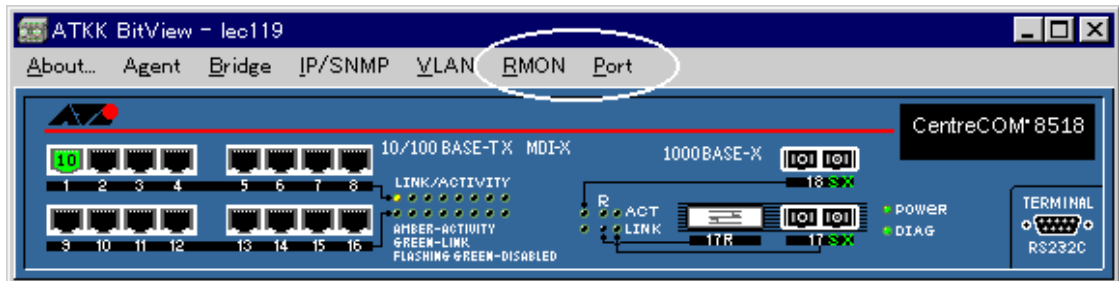 ATKK BitView - lec119
About... Agent Bridge IP/SNMP VLAN RMON Port
CentreCOM 8518
10/100 BASE-TX MDI-X
1000BASE-X
10
1 2 3 4 5 6 7 8
LINK/ACTIVITY
18 SX
R
ACT
LINK
AMBER-ACTIVITY
GREEN-LINK
FLASHING GREEN-DISABLED
9 10 11 12 13 14 15 16
17R
17 SX
POWER
DIAG
TERMINAL
RS232C